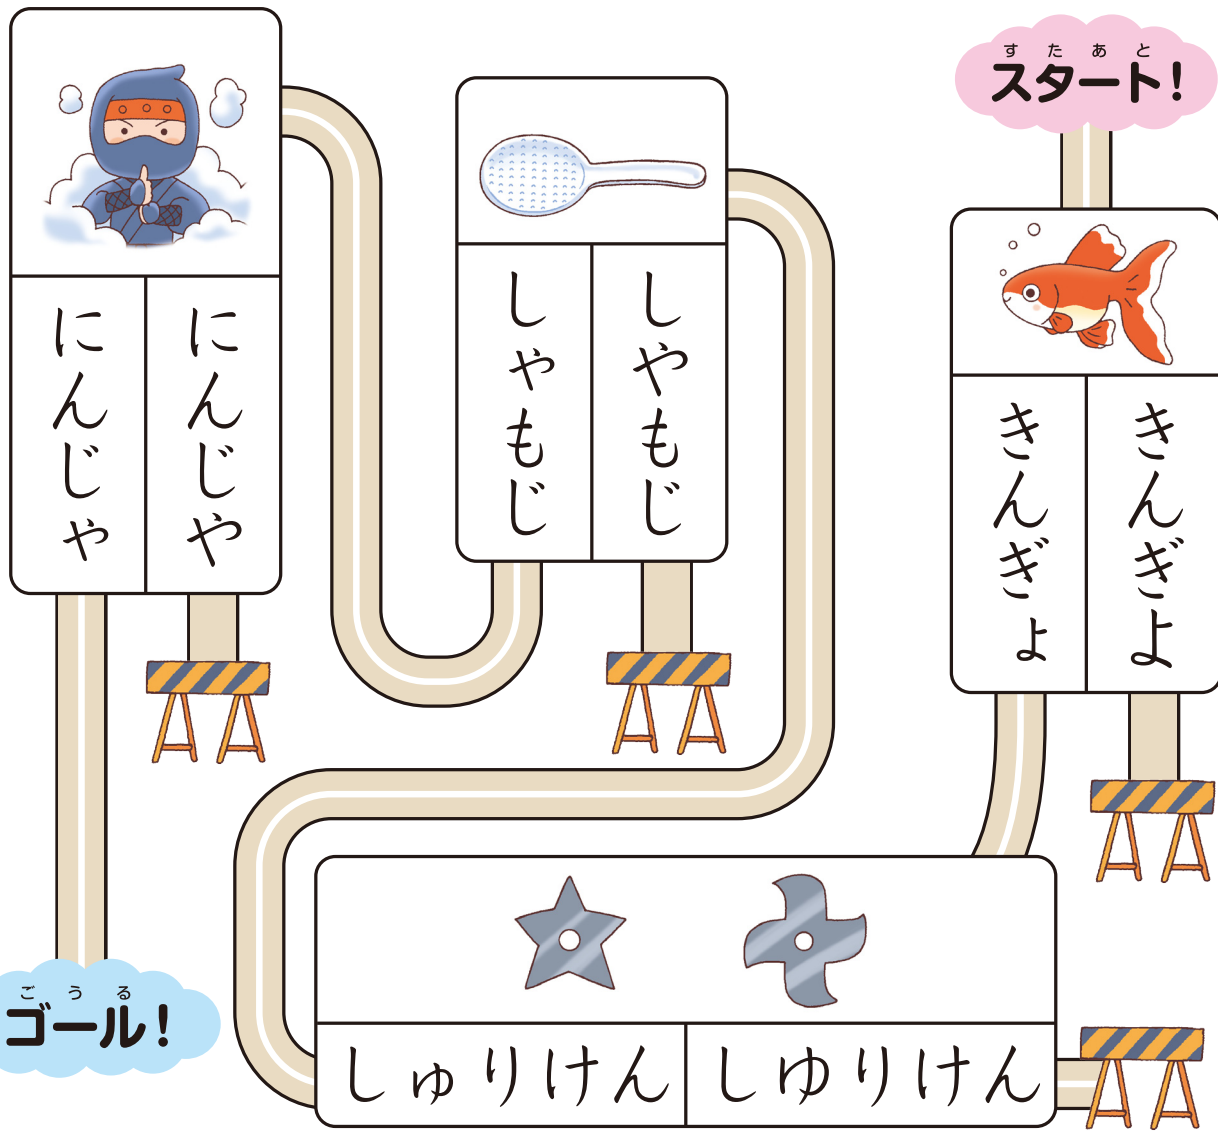 すたあと
スタート!
きんぎよ
きんぎょ
しゅりけん
しゆりけん
しやもじ
しゃもじ
にんじや
にんじゃ
ごうる
ゴール!